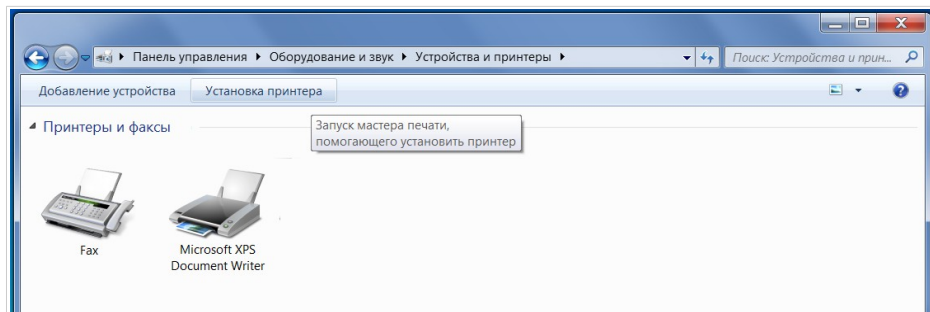 Панель управления ▸ Оборудование и звук ▸ Устройства и принтеры ▸
Поиск: Устройства и прин...
Добавление устройства
Установка принтера
Принтеры и факсы
Запуск мастера печати,
помогающего установить принтер
Fax
Microsoft XPS
Document Writer